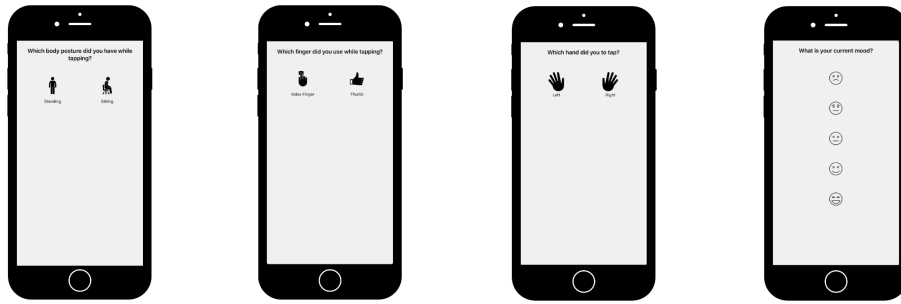 Which body posture did you have while
tapping?
Standing
Sitting
Which finger did you use while tapping?
Index Finger
Thumb
Which hand did you to tap?
Left
Right
What is your current mood?